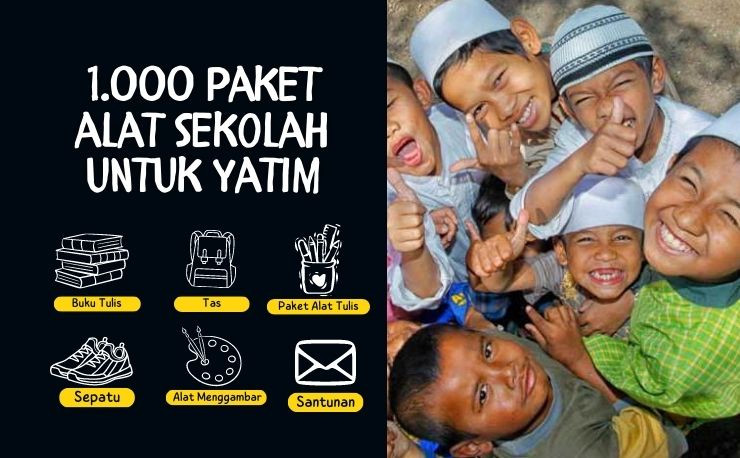 1.000 PAKET
ALAT SEKOLAH
UNTUK YATIM
Buku Tulis
Tas
Paket Alat Tulis
Sepatu
Alat Menggambar
Santunan